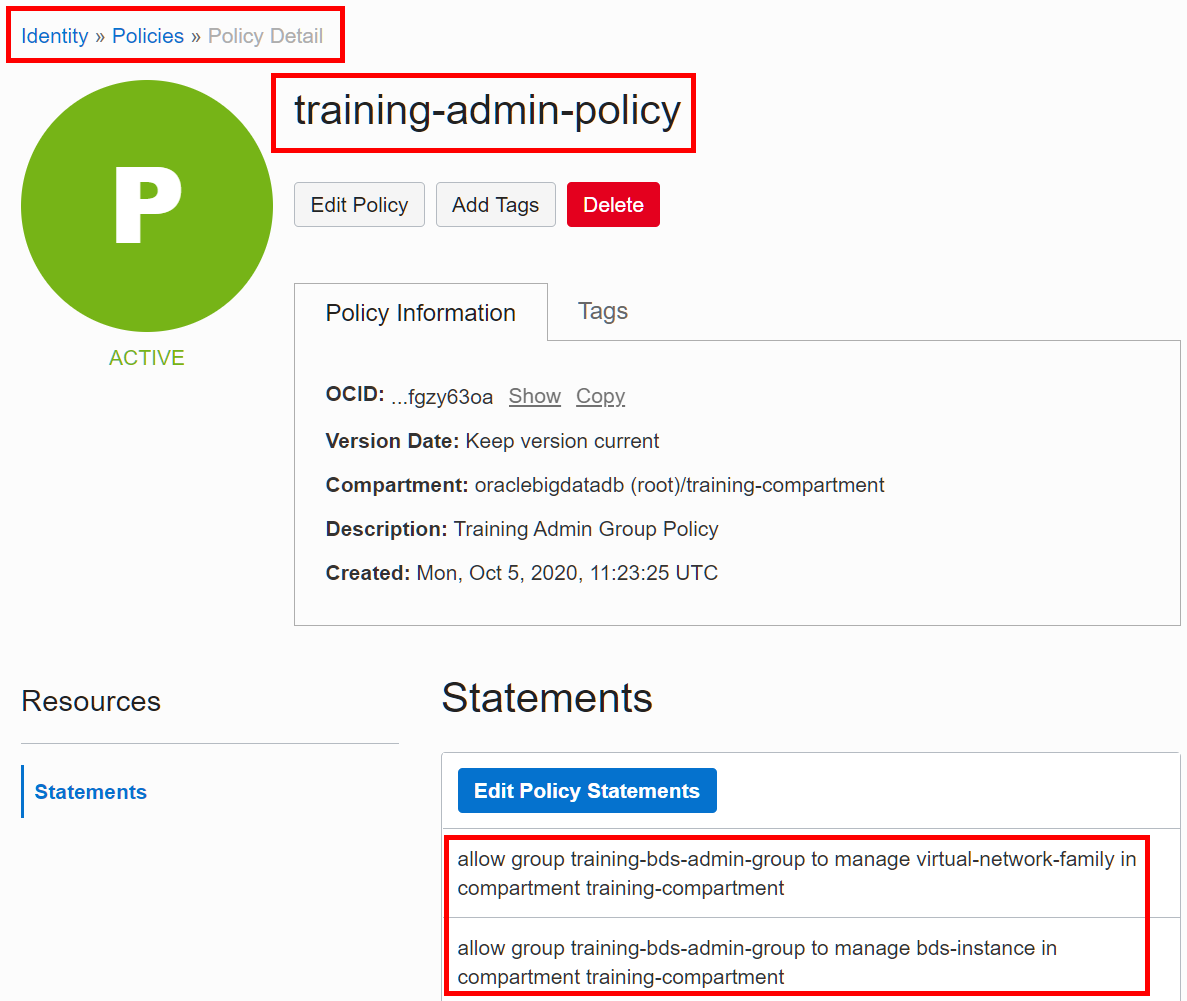 Identity » Policies » Policy Detail
P
ACTIVE
training-admin-policy
Edit Policy Add Tags Delete
Policy Information Tags
OCID: ...fgzy63oa Show Copy
Version Date: Keep version current
Compartment: oraclebigdatadb (root)/training-compartment
Description: Training Admin Group Policy
Created: Mon, Oct 5, 2020, 11:23:25 UTC
Resources
Statements
Statements
Edit Policy Statements
allow group training-bds-admin-group to manage virtual-network-family in
compartment training-compartment
allow group training-bds-admin-group to manage bds-instance in
compartment training-compartment